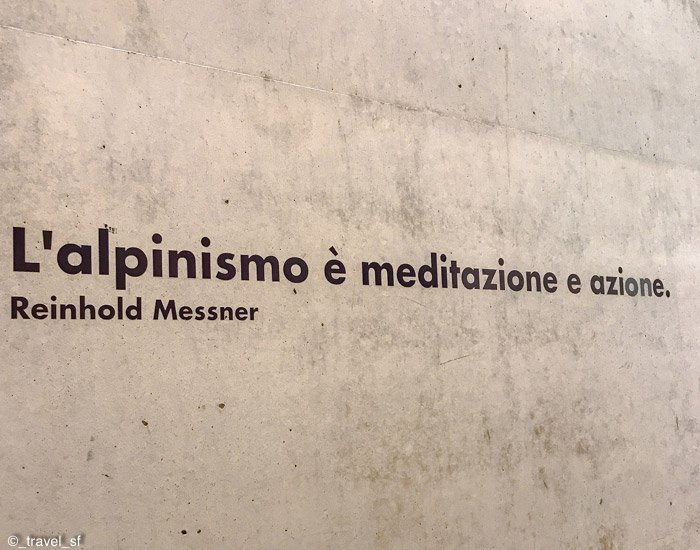 L'alpinismo è meditazione e azione.
Reinhold Messner
©_travel_sf